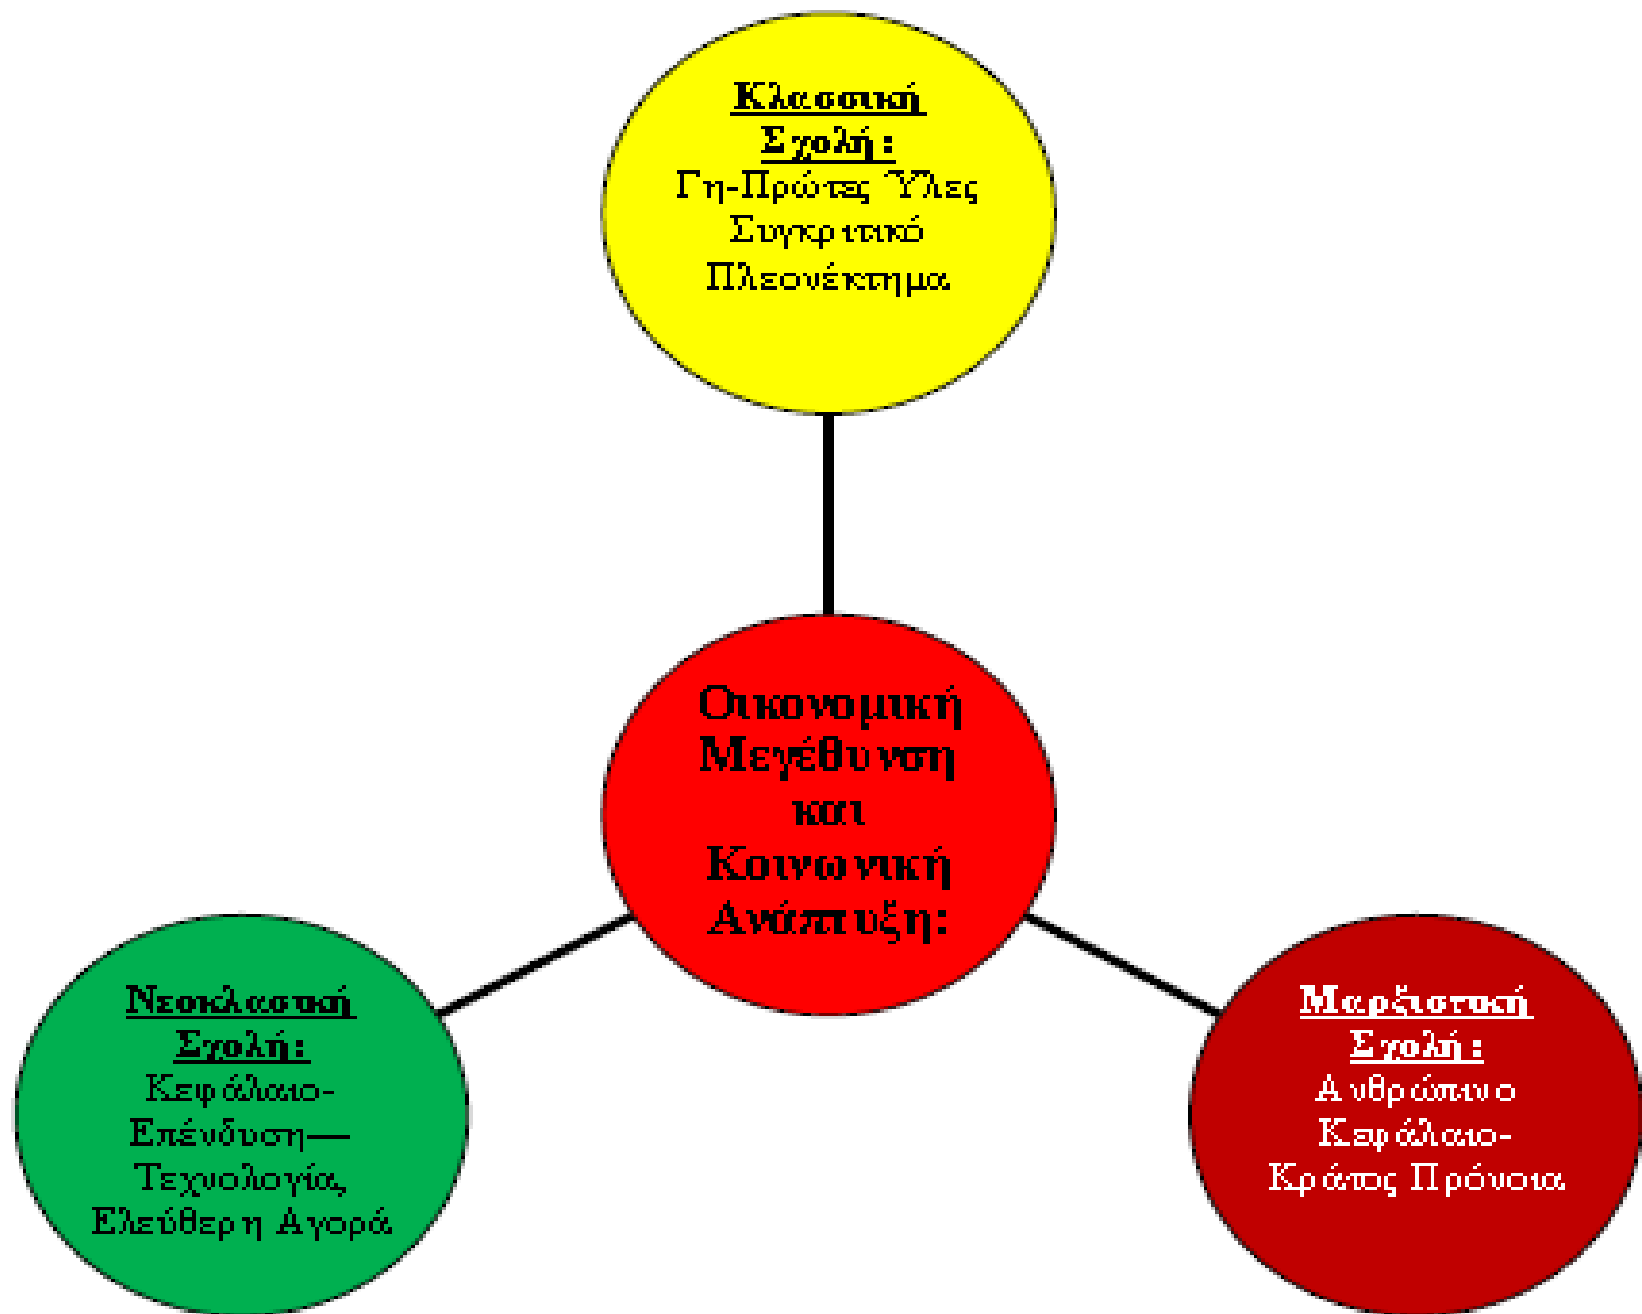 Κλασσική
Σχολή:
Γη-Πρώτες Ύλες
Συγκριτικό
Πλεονέκτημα
Οικονομική
Μεγέθυνση
και
Κοινωνική
Ανάπτυξη:
Νεοκλασική
Σχολή:
Κεφάλαιο-
Επένδυση—
Τεχνολογία,
Ελεύθερη Αγορά
Μαρξιστική
Σχολή:
Ανθρώπινο
Κεφάλαιο-
Κράτος Πρόνοια